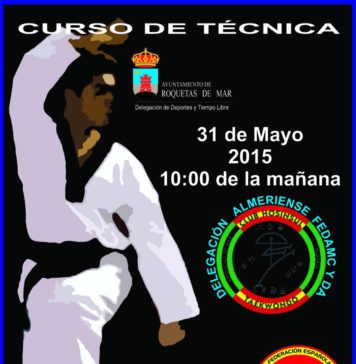 CURSO DE TÉCNICA
AYUNTAMIENTO DE
ROQUETAS DE MAR
Delegación de Deportes y Tiempo Libre
31 de Mayo
2015
10:00 de la mañana
DELEGACIÓN ALMERIENSE FEDAMC Y DA
CLUB HOSINSUL
TAEKWONDO
FEDERACIÓN ESPAÑOLA